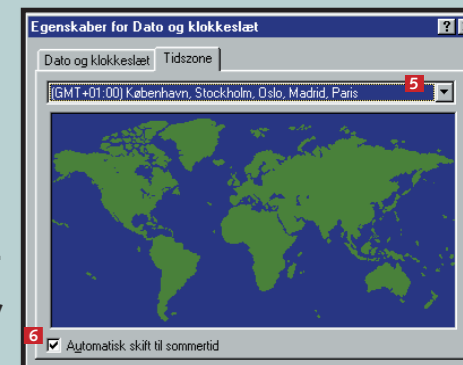 Egenskaber for Dato og klokkeslæt
Dato og klokkeslæt Tidszone
5
(GMT+01:00) København, Stockholm, Oslo, Madrid, Paris
6
Automatisk skift til sommertid